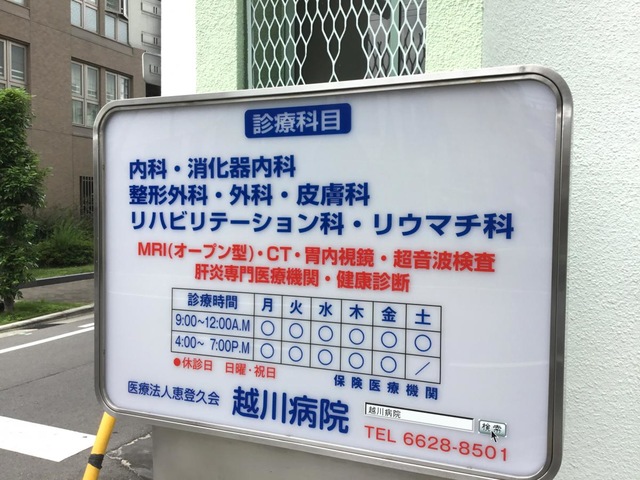 診療科目
内科・消化器内科
整形外科・外科・皮膚科
リハビリテーション科・リウマチ科
MRI(オープン型)・CT・胃内視鏡・超音波検査
肝炎専門医療機関・健康診断
診療時間 月 火 水 木 金 土
9:00~12:00A.M ○ ○ ○ ○ ○ ○
4:00~ 7:00P.M ○ ○ ○ ○ ○ /
●休診日 日曜・祝日
保険医療機関
医療法人恵登久会 越川病院
越川病院 検索
TEL 6628-8501